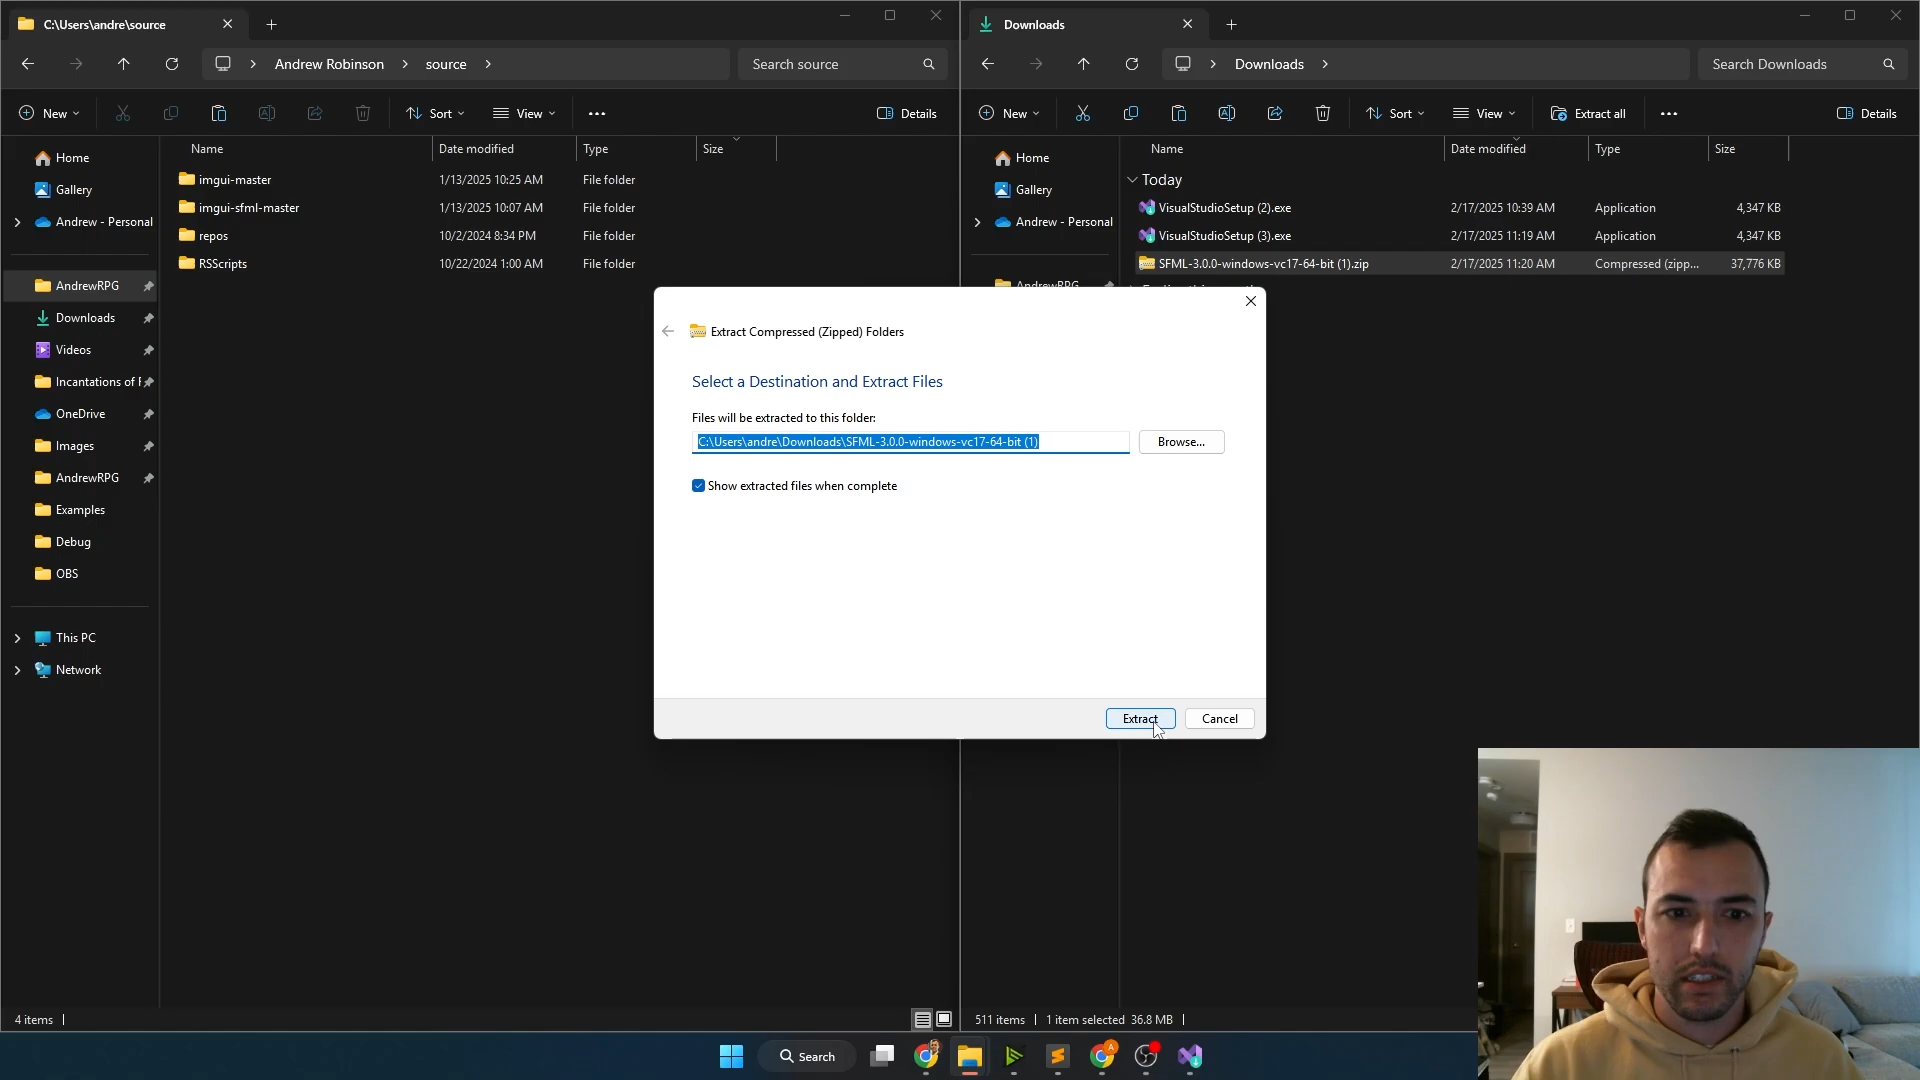 C:\Users\andre\source
Andrew Robinson
source
Search source
New
Sort
View
Details
Home
Gallery
Andrew - Personal
AndrewRPG
Downloads
Videos
Incantations of
OneDrive
Images
AndrewRPG
Examples
Debug
OBS
This PC
Network
Name Date modified Type Size
imgui-master 1/13/2025 10:25 AM File folder
imgui-sfml-master 1/13/2025 10:07 AM File folder
repos 10/2/2024 8:34 PM File folder
RSScripts 10/22/2024 1:00 AM File folder
4 items
Downloads
Downloads
Search Downloads
New
Sort
View
Extract all
Details
Home
Gallery
Andrew - Personal
AndrewRPG
Name Date modified Type Size
Today
VisualStudioSetup (2).exe 2/17/2025 10:39 AM Application 4,347 KB
VisualStudioSetup (3).exe 2/17/2025 11:19 AM Application 4,347 KB
SFML-3.0.0-windows-vc17-64-bit (1).zip 2/17/2025 11:20 AM Compressed (zipp... 37,776 KB
511 items 1 item selected 36.8 MB
Extract Compressed (Zipped) Folders
Select a Destination and Extract Files
Files will be extracted to this folder:
C:\Users\andre\Downloads\SFML-3.0.0-windows-vc17-64-bit (1)
Browse...
Show extracted files when complete
Extract
Cancel
Search